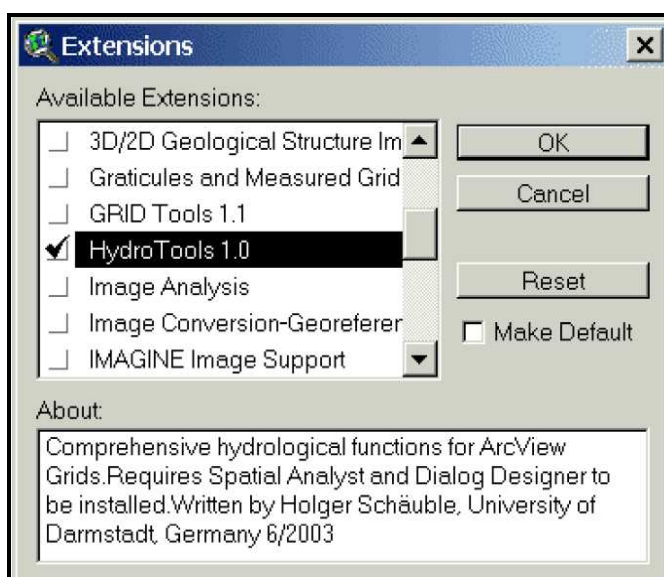 Extensions
Available Extensions:
3D/2D Geological Structure Im
Graticules and Measured Grid
GRID Tools 1.1
HydroTools 1.0
Image Analysis
Image Conversion-Georeferer
IMAGINE Image Support
OK
Cancel
Reset
Make Default
About:
Comprehensive hydrological functions for ArcView
Grids.Requires Spatial Analyst and Dialog Designer to
be installed.Written by Holger Schäuble, University of
Darmstadt, Germany 6/2003